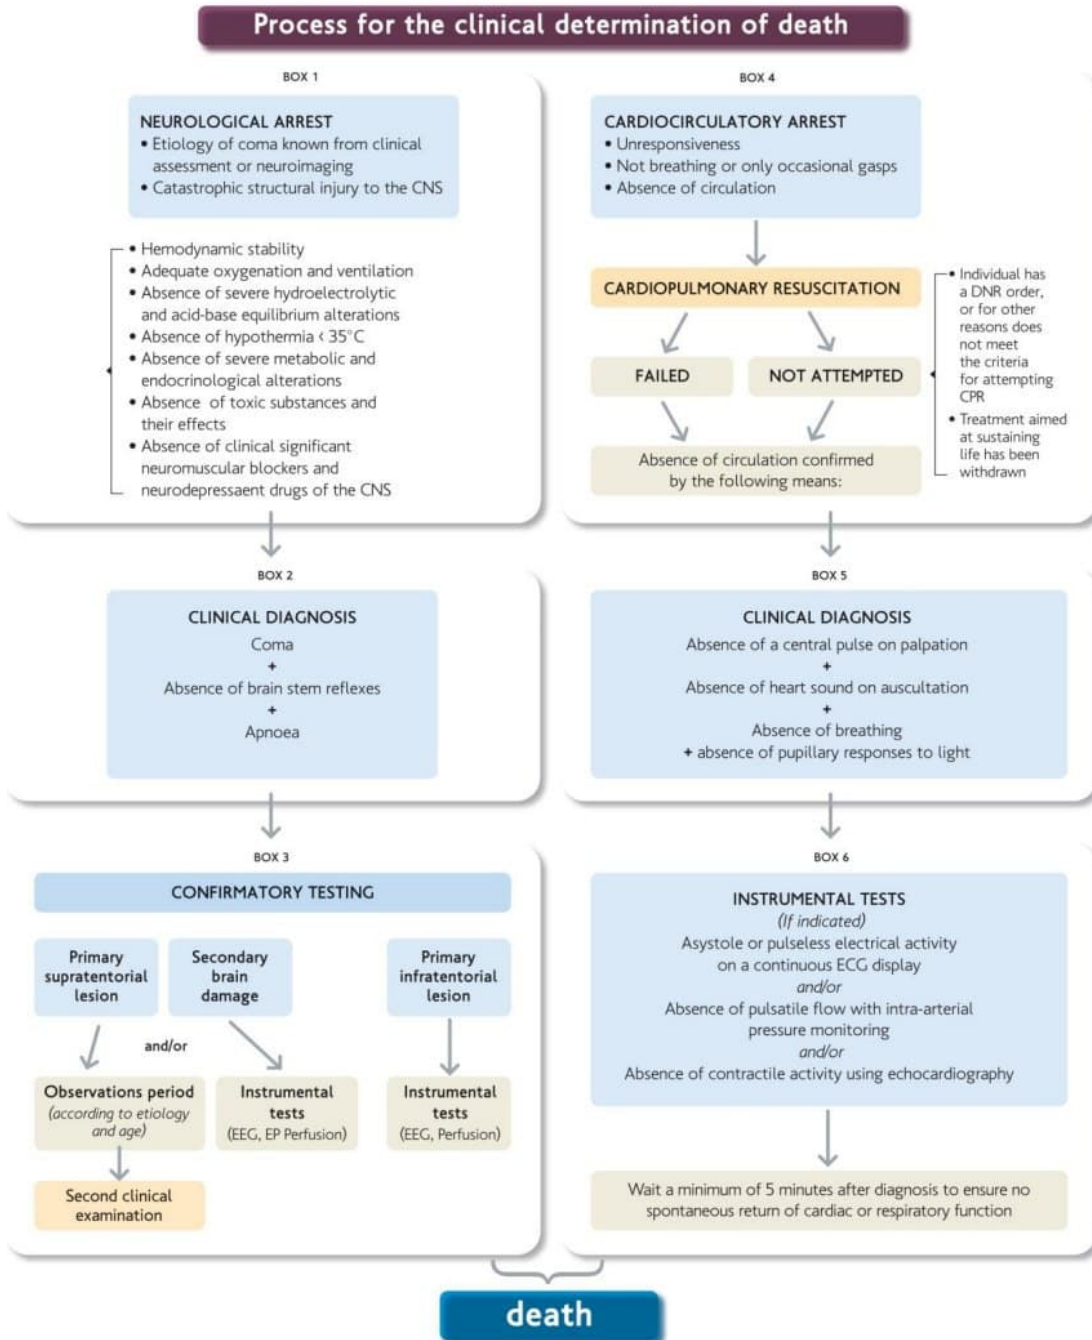 Process for the clinical determination of death
BOX 1
NEUROLOGICAL ARREST
• Etiology of coma known from clinical
assessment or neuroimaging
• Catastrophic structural injury to the CNS
• Hemodynamic stability
• Adequate oxygenation and ventilation
• Absence of severe hydroelectrolytic
and acid-base equilibrium alterations
• Absence of hypothermia < 35°C
• Absence of severe metabolic and
endocrinological alterations
• Absence of toxic substances and
their effects
• Absence of clinical significant
neuromuscular blockers and
neurodepressaent drugs of the CNS
BOX 2
CLINICAL DIAGNOSIS
Coma
+
Absence of brain stem reflexes
+
Apnoea
BOX 3
CONFIRMATORY TESTING
Primary
supratentorial
lesion
Secondary
brain
damage
Primary
infratentorial
lesion
and/or
Observations period
(according to etiology
and age)
Instrumental
tests
(EEG, EP Perfusion)
Instrumental
tests
(EEG, Perfusion)
Second clinical
examination
BOX 4
CARDIOCIRCULATORY ARREST
• Unresponsiveness
• Not breathing or only occasional gasps
• Absence of circulation
CARDIOPULMONARY RESUSCITATION
FAILED
NOT ATTEMPTED
• Individual has
a DNR order,
or for other
reasons does
not meet
the criteria
for attempting
CPR
• Treatment aimed
at sustaining
life has been
withdrawn
Absence of circulation confirmed
by the following means:
BOX 5
CLINICAL DIAGNOSIS
Absence of a central pulse on palpation
+
Absence of heart sound on auscultation
+
Absence of breathing
+ absence of pupillary responses to light
BOX 6
INSTRUMENTAL TESTS
(If indicated)
Asystole or pulseless electrical activity
on a continuous ECG display
and/or
Absence of pulsatile flow with intra-arterial
pressure monitoring
and/or
Absence of contractile activity using echocardiography
Wait a minimum of 5 minutes after diagnosis to ensure no
spontaneous return of cardiac or respiratory function
death